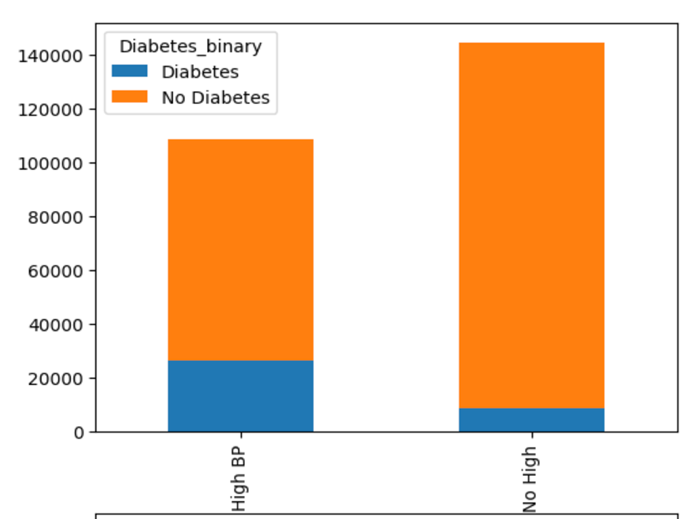 140000
120000
100000
80000
60000
40000
20000
0
Diabetes_binary
Diabetes
No Diabetes
High BP
No High